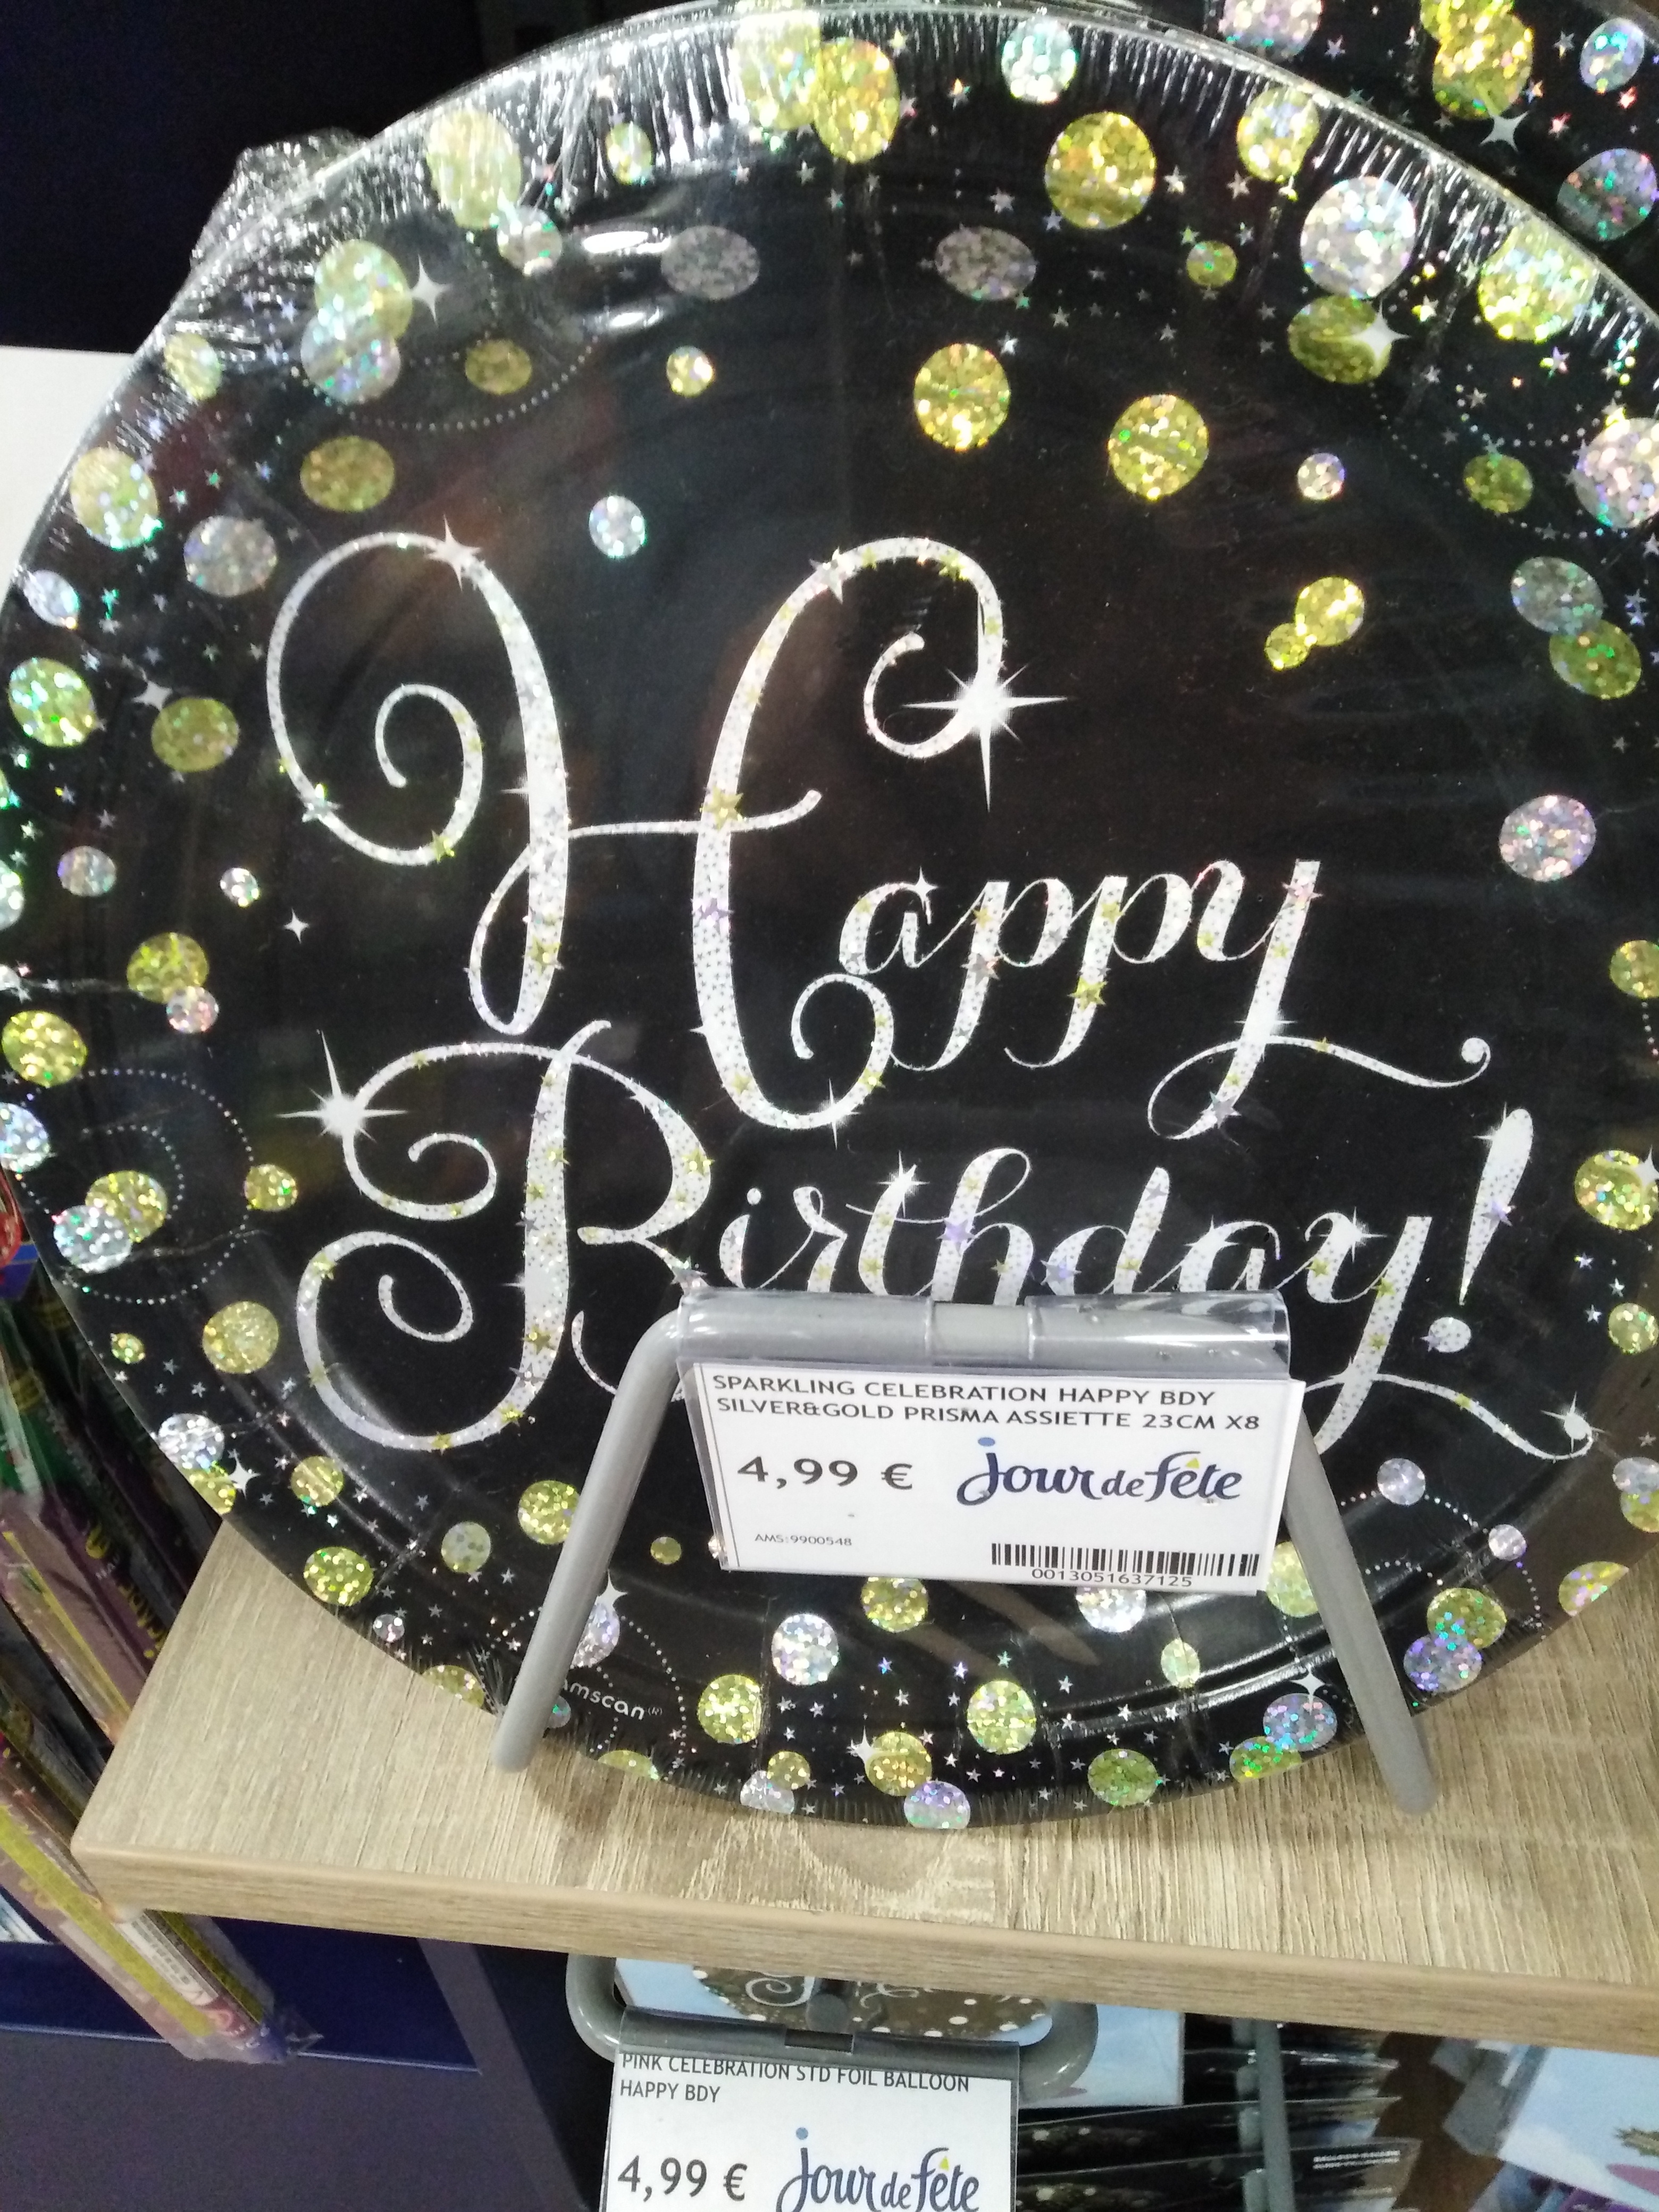 Happy
Birthday!
SPARKLING CELEBRATION HAPPY BDY
SILVER&GOLD PRISMA ASSIETTE 23CM X8
4,99 € jour de fête
AMS:9900548
0013051637125
amscan
PINK CELEBRATION STD FOIL BALLOON
HAPPY BDY
4,99 € jour de fête